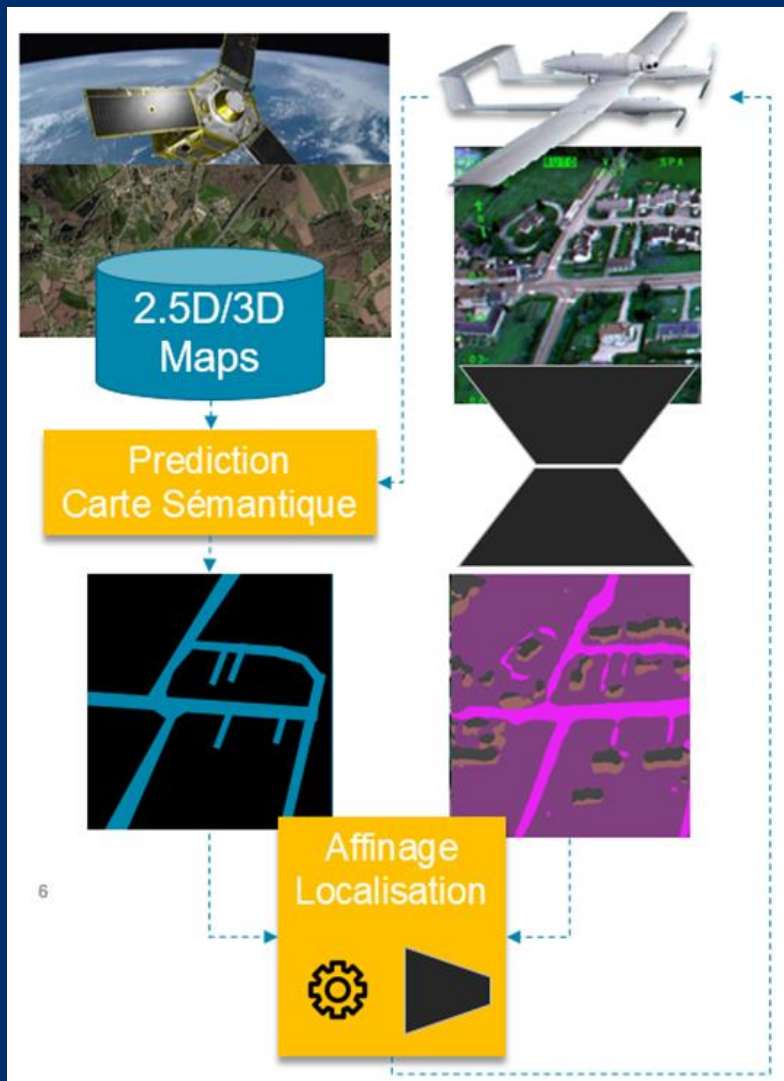 2.5D/3D
Maps
Prediction
Carte Sémantique
Affinage
Localisation
6